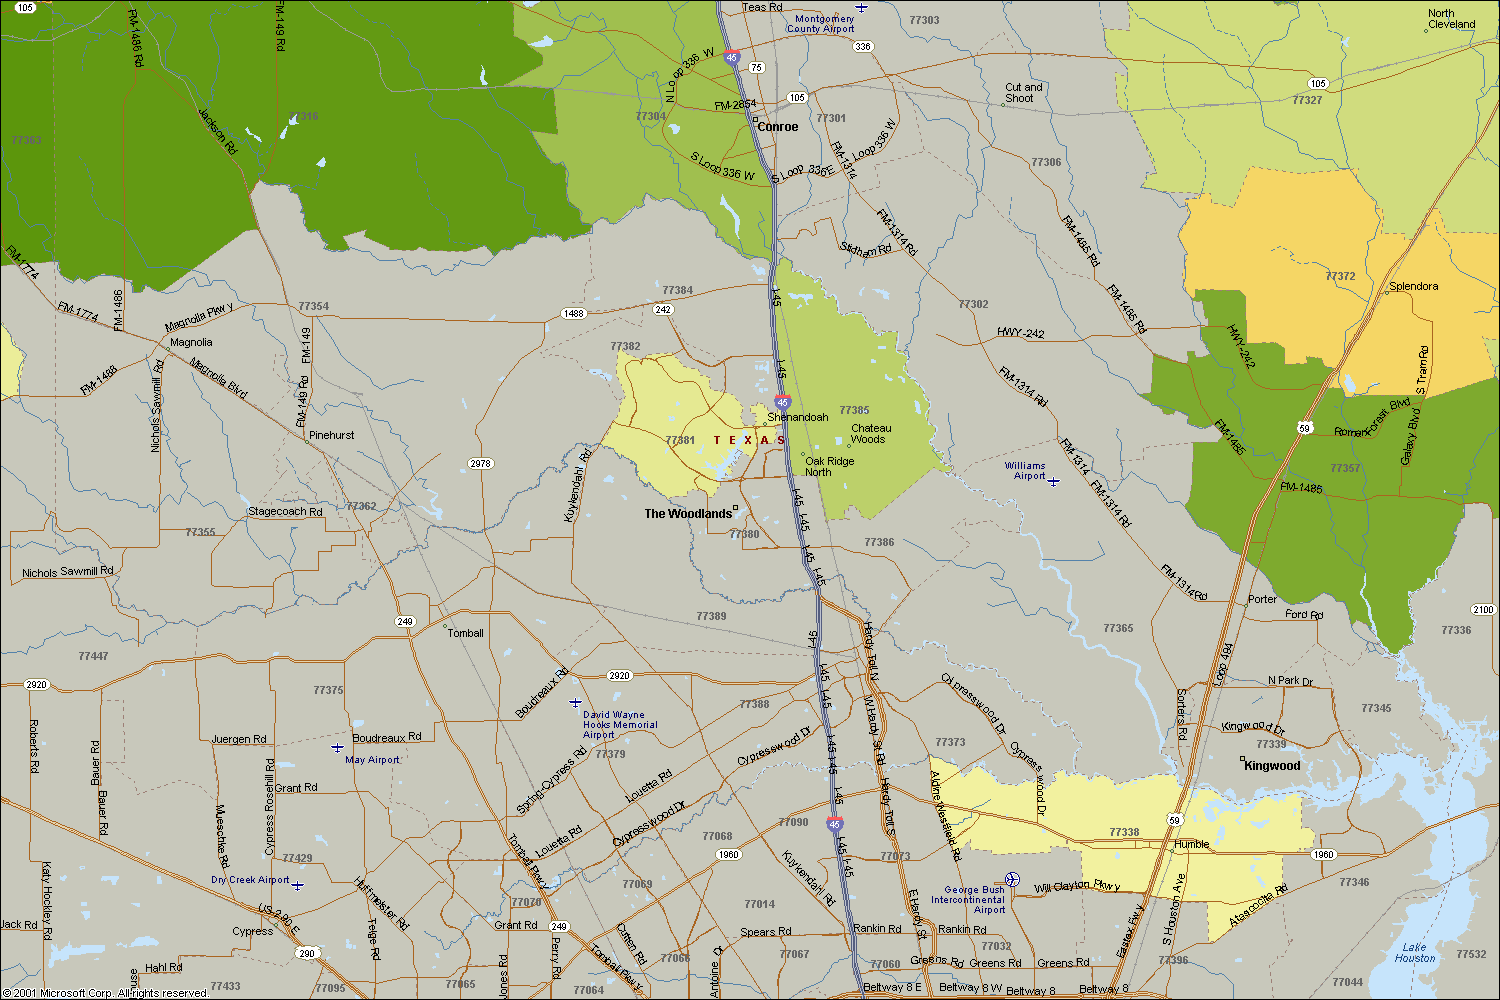 105
FM-1486 Rd
FM-149 Rd
Teas Rd
Montgomery
County Airport
77303
North
Cleveland
336
45
N Loop 336 W
75
105
FM-2854
Cut and
Shoot
105
77327
77363
Jackson Rd
77316
77304
Conroe
77301
Loop 336 W
FM-1314
77306
S Loop 336 W
S Loop 336 E
FM-1314 Rd
Stidham Rd
FM-1485 Rd
FM-1774
77372
Splendora
FM-1774
FM-1486
Magnolia Pkwy
77354
1488
77384
242
I-45
77302
HWY-242
FM-1485 Rd
HWY-242
S Tram Rd
Magnolia
FM-149
77382
I-45
FM-1488
Magnolia Blvd
FM-149 Rd
Nichols Sawmill Rd
FM-1314 Rd
45
Shenandoah
77385
Chateau
Woods
Roman Forest Blvd
Galaxy Blvd
59
FM-1485
Pinehurst
77381
TEXAS
2978
Kuykendahl Rd
Oak Ridge
North
Williams
Airport
FM-1314
77357
FM-1485
FM-1314 Rd
I-45
I-45
Stagecoach Rd
77362
77355
The Woodlands
77380
77386
I-45
I-45
Nichols Sawmill Rd
FM-1314Rd
Porter
Ford Rd
2100
77336
249
Tomball
77389
I-45
Hardy Toll N
77365
77447
2920
77375
Boudreaux Rd
2920
I-45
I-45
Loop 494
N Park Dr
Cypresswood Dr
77388
W Hardy St Rd
Sorters Rd
77345
Kingwood Dr
77339
Kingwood
Roberts Rd
Juergen Rd
Boudreaux Rd
May Airport
David Wayne
Hooks Memorial
Airport
77379
Cypresswood Dr
I-45
I-45
77373
Bauer Rd
Cypress Rosehill Rd
Grant Rd
Spring-Cypress Rd
Louetta Rd
Cypresswood Dr
Aldine Westfield Rd
Hardy Toll S
I-45
Bauer Rd
Mueschke Rd
Tomball Pkwy
Louetta Rd
Cypresswood Dr
77068
77090
45
59
77338
Humble
1960
77429
Dry Creek Airport
Huffmeister Rd
77070
77069
1960
Kuykendahl Rd
I-45
I-45
77073
George Bush
Intercontinental
Airport
Will Clayton Pkwy
77346
Atascocita Rd
Katy Hockley Rd
US-290 E
Telge Rd
77014
E Hardy St
Eastex Fwy
S Houston Ave
Jack Rd
Cypress
290
Grant Rd
249
Cutten Rd
Spears Rd
Rankin Rd
Rankin Rd
77032
Lake
Houston
77532
Hahl Rd
77433
77095
77065
Jones Rd
Perry Rd
Tomball Pkwy
77064
77066
Antoine Dr
77067
77060
Greens Rd
Greens Rd
Greens Rd
77396
77044
Beltway 8 E
Beltway 8 W
Beltway 8
Beltway 8
© 2001 Microsoft Corp. All rights reserved.